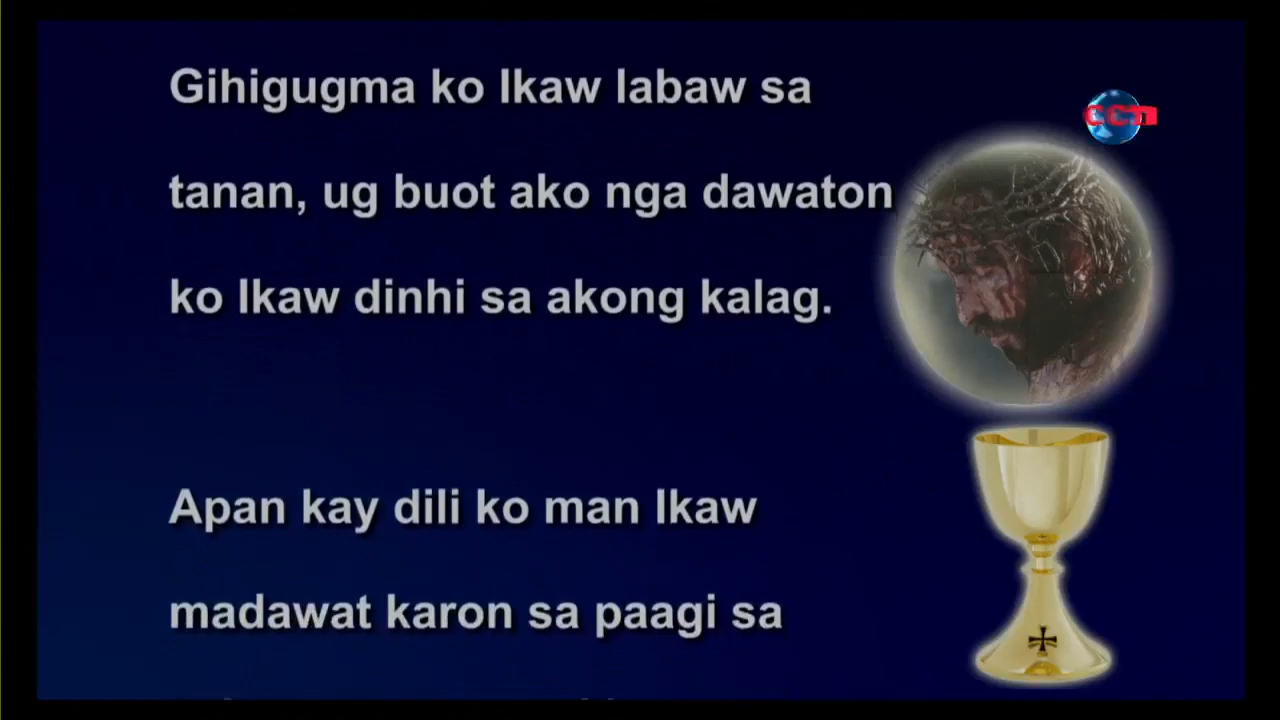 Gihigugma ko Ikaw labaw sa
tanan, ug buot ako nga dawaton
ko Ikaw dinhi sa akong kalag.
Apan kay dili ko man Ikaw
madawat karon sa paagi sa